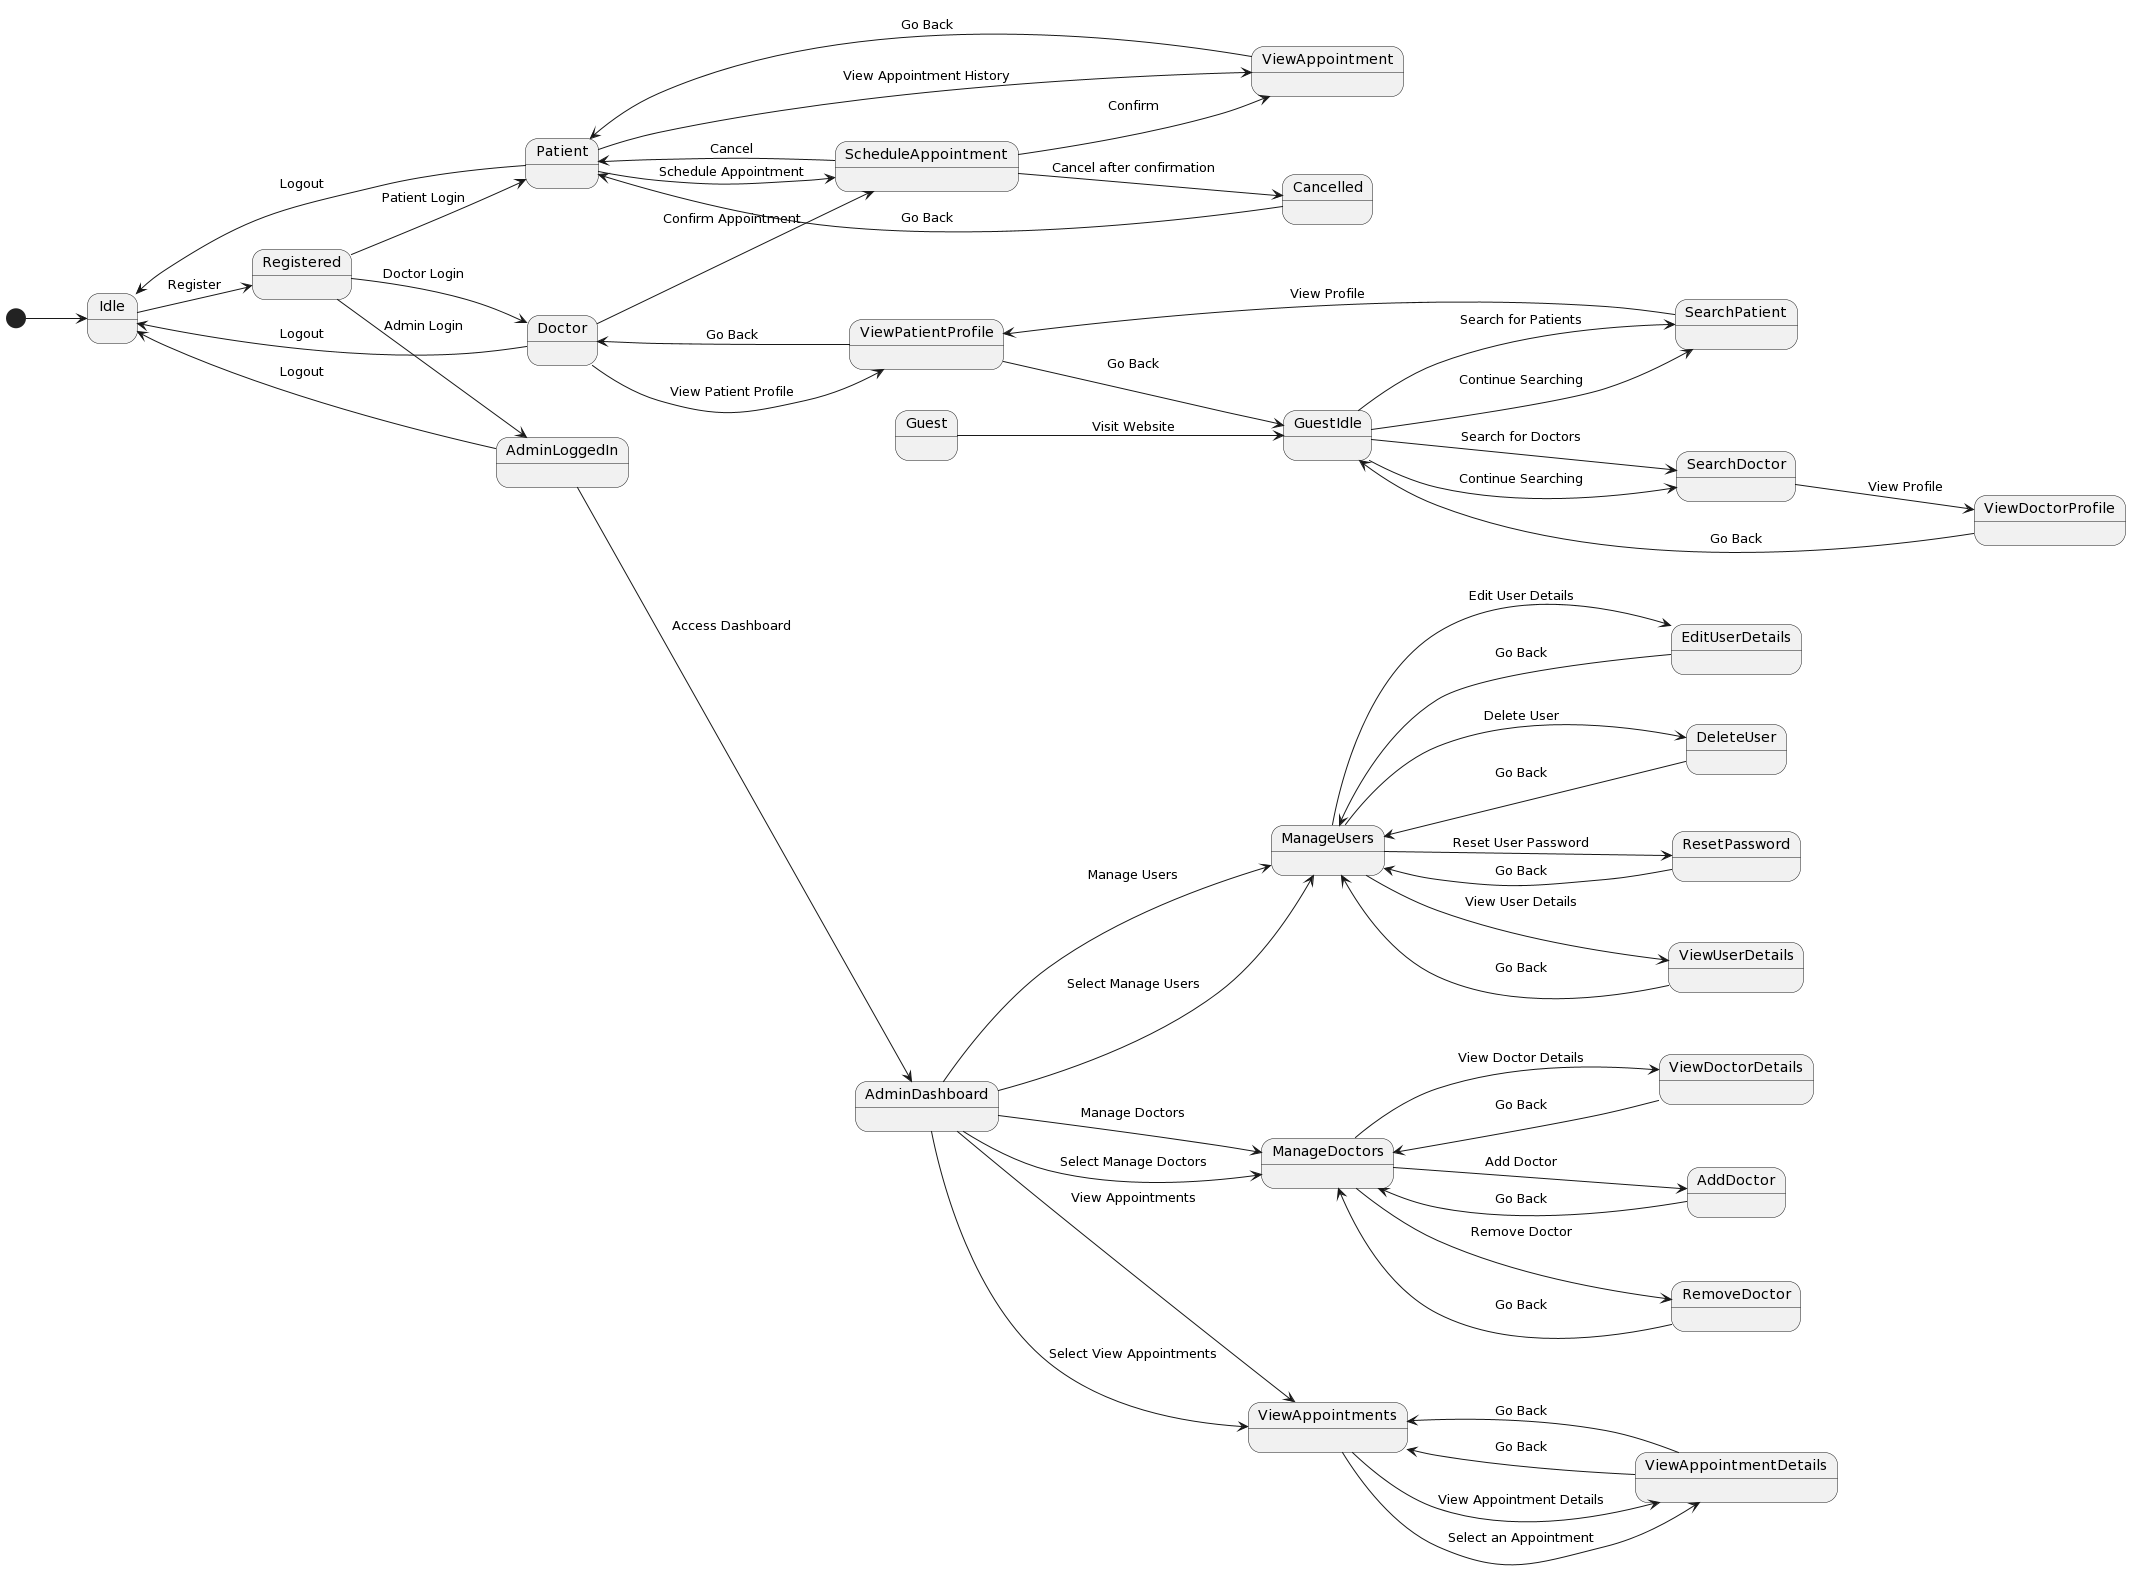 Go Back
ViewAppointment
View Appointment History
Confirm
Patient
Cancel
ScheduleAppointment
Schedule Appointment
Cancel after confirmation
Logout
Cancelled
Patient Login
Confirm Appointment
Go Back
Registered
Doctor Login
Register
View Profile
Idle
SearchPatient
Search for Patients
Admin Login
Doctor
Logout
Go Back
ViewPatientProfile
Go Back
Logout
Continue Searching
View Patient Profile
Guest
Visit Website
GuestIdle
Search for Doctors
AdminLoggedIn
SearchDoctor
Continue Searching
View Profile
ViewDoctorProfile
Go Back
Edit User Details
Access Dashboard
EditUserDetails
Go Back
Delete User
DeleteUser
Go Back
ManageUsers
Reset User Password
ResetPassword
Manage Users
Go Back
View User Details
ViewUserDetails
Go Back
Select Manage Users
View Doctor Details
ViewDoctorDetails
AdminDashboard
Go Back
Manage Doctors
ManageDoctors
Select Manage Doctors
Add Doctor
AddDoctor
View Appointments
Go Back
Remove Doctor
RemoveDoctor
Go Back
Select View Appointments
Go Back
ViewAppointments
Go Back
ViewAppointmentDetails
View Appointment Details
Select an Appointment